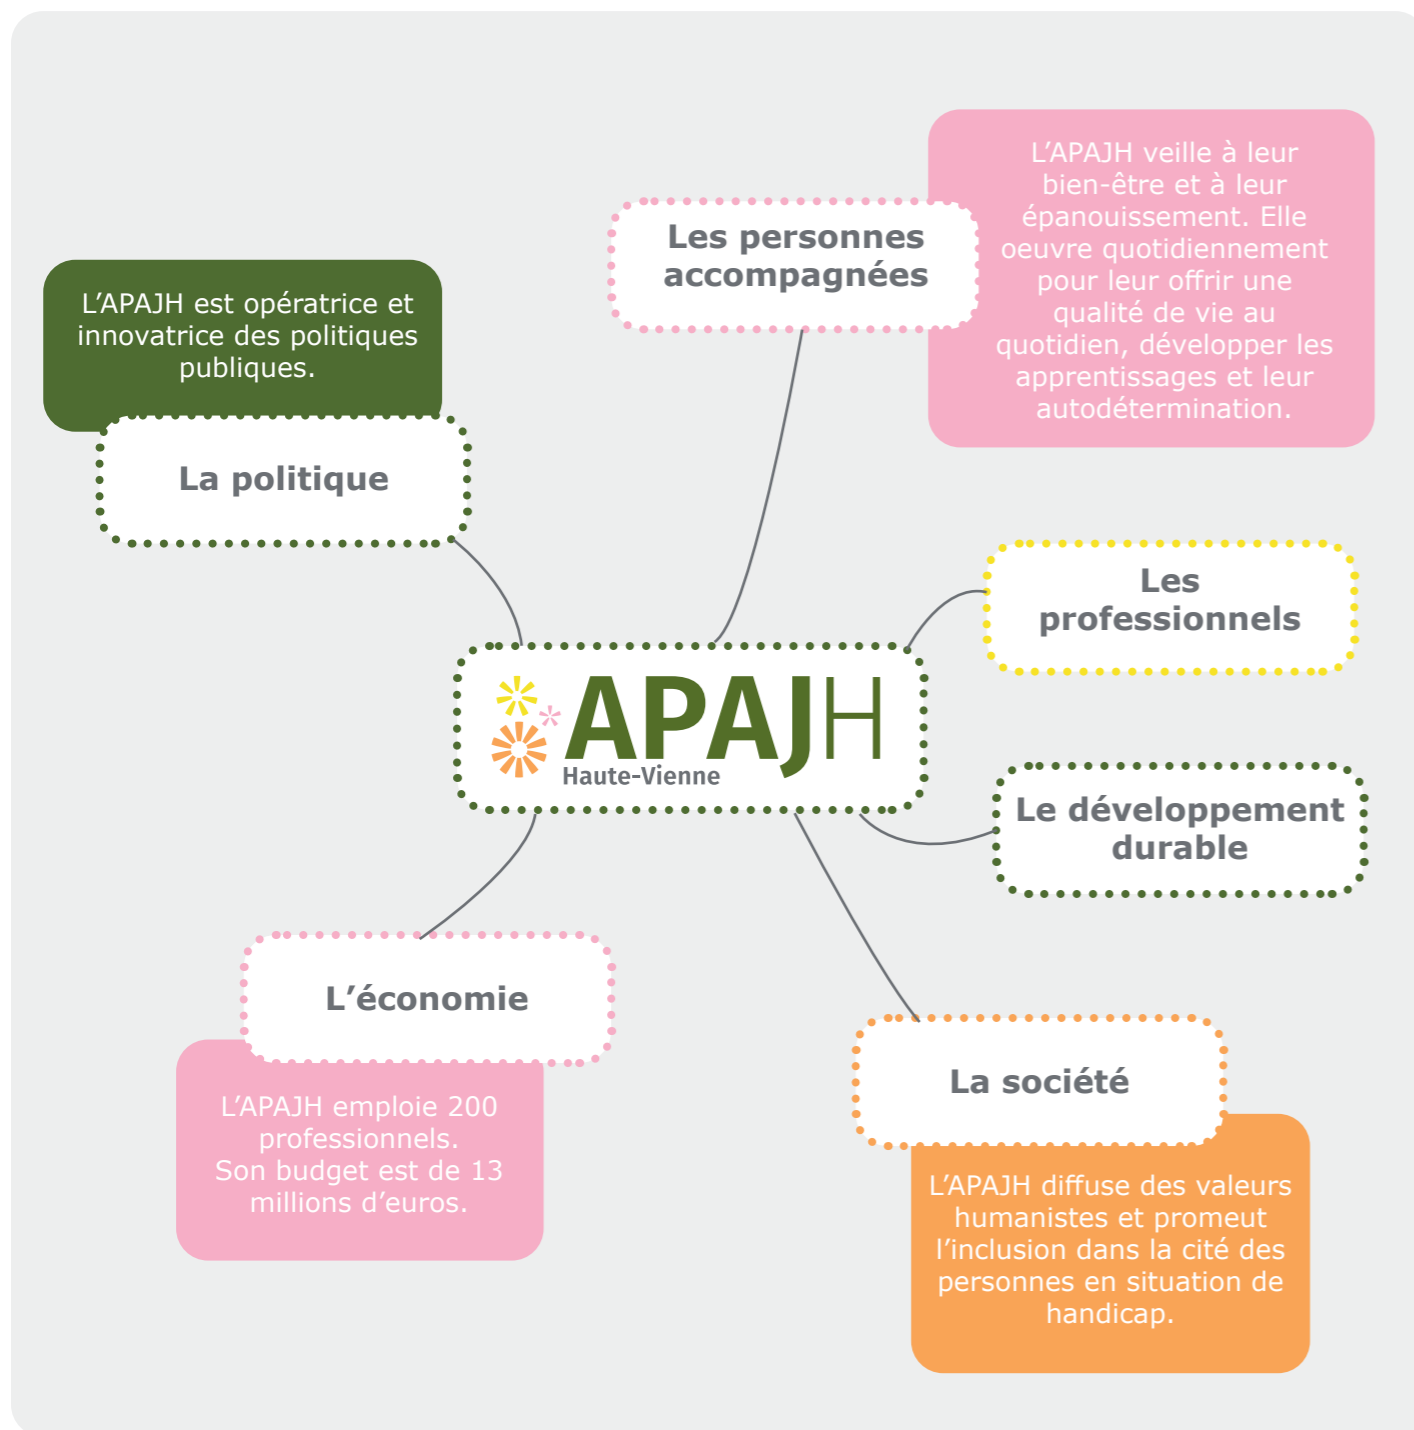 L’APAJH veille à leur
bien-être et à leur
épanouissement. Elle
oeuvre quotidiennement
pour leur offrir une
qualité de vie au
quotidien, développer les
apprentissages et leur
autodétermination.
Les personnes
accompagnées
L’APAJH est opératrice et
innovatrice des politiques
publiques.
La politique
Les
professionnels
APAJH
Haute-Vienne
Le développement
durable
L’économie
L’APAJH emploie 200
professionnels.
Son budget est de 13
millions d’euros.
La société
L’APAJH diffuse des valeurs
humanistes et promeut
l’inclusion dans la cité des
personnes en situation de
handicap.